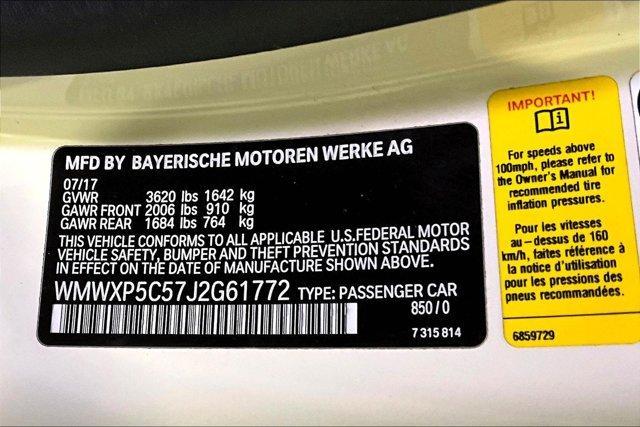 MFD BY BAYERISCHE MOTOREN WERKE AG
07/17
GVWR 3620 lbs 1642 kg
GAWR FRONT 2006 lbs 910 kg
GAWR REAR 1684 lbs 764 kg
THIS VEHICLE CONFORMS TO ALL APPLICABLE U.S.FEDERAL MOTOR
VEHICLE SAFETY, BUMPER AND THEFT PREVENTION STANDARDS
IN EFFECT ON THE DATE OF MANUFACTURE SHOWN ABOVE.
WMWXP5C57J2G61772 TYPE: PASSENGER CAR
850/0
7 315 814
IMPORTANT!
For speeds above
100mph, please refer to
the Owner's Manual for
recommended tire
inflation pressures.
Pour les vitesses
au-dessus de 160
km/h, faites référence à
la notice d'utilisation
pour les pressions de
pneu recommandées.
6859729